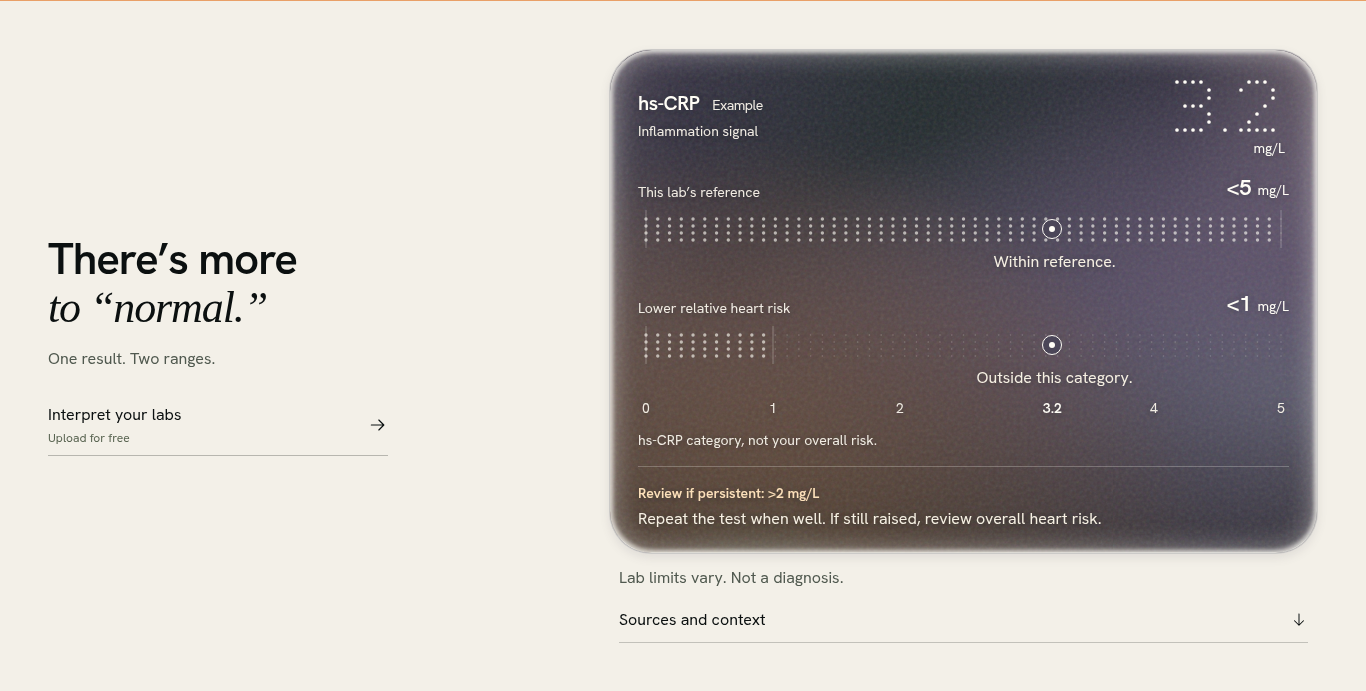 There’s more
to “normal.”
One result. Two ranges.
Interpret your labs
Upload for free
hs-CRP Example
Inflammation signal
3.2
mg/L
This lab’s reference
<5 mg/L
Within reference.
Lower relative heart risk
<1 mg/L
Outside this category.
0 1 2 3.2 4 5
hs-CRP category, not your overall risk.
Review if persistent: >2 mg/L
Repeat the test when well. If still raised, review overall heart risk.
Lab limits vary. Not a diagnosis.
Sources and context